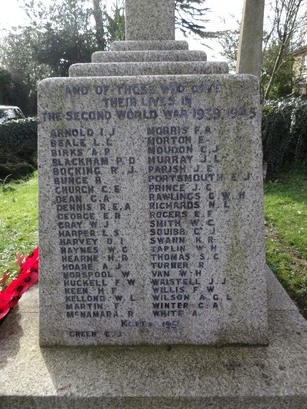 AND OF THOSE WHO GAVE
THEIR LIVES IN
THE SECOND WORLD WAR 1939-1945
ARNOLD I. J
BEALE L. C
BIRKS A. P
BLACKHAM P. D
BOCKING R. J.
BUNCE R
CHURCH C. E
DEAN C. A
DENNIS R. E. A
GEORGE E. R
GRAY W. J
HARPER L. S
HARVEY D. I
HAYNES W. G
HEARNE H. R
HOARE A. J
HORSPOOL W
HUCKELL F. W
KEEN H. F
KELLOND W. L
MARTYN T
McNAMARA R
MORRIS F. A
MORTON E
MOUDON C. J
MURRAY J. L
PARISH J. E
PORTSMOUTH E. J
PRINCE J. C
RAWLINGS G. W. H
RICHARDS N. L
ROGERS E. F
SMITH W. C
SQUIBB C. J
SWANN K. R
TAPLIN W. H
THOMAS S. C
TURNER R
VAN W. H
WAISTELL J. J
WILLIS F. W
WILSON A. C. L
WINTER C. A
WHITE A
KOREA 1951
GREEN E. J